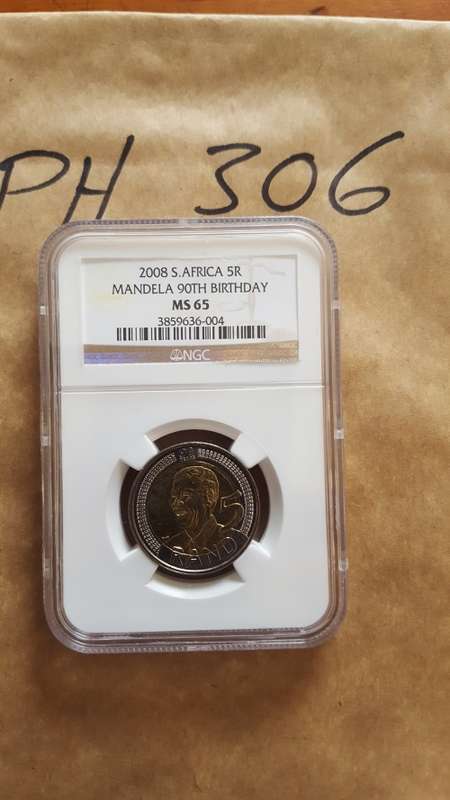 PH 306
2008 S.AFRICA 5R
MANDELA 90TH BIRTHDAY
MS 65
3859636-004
NGC
5
RAND